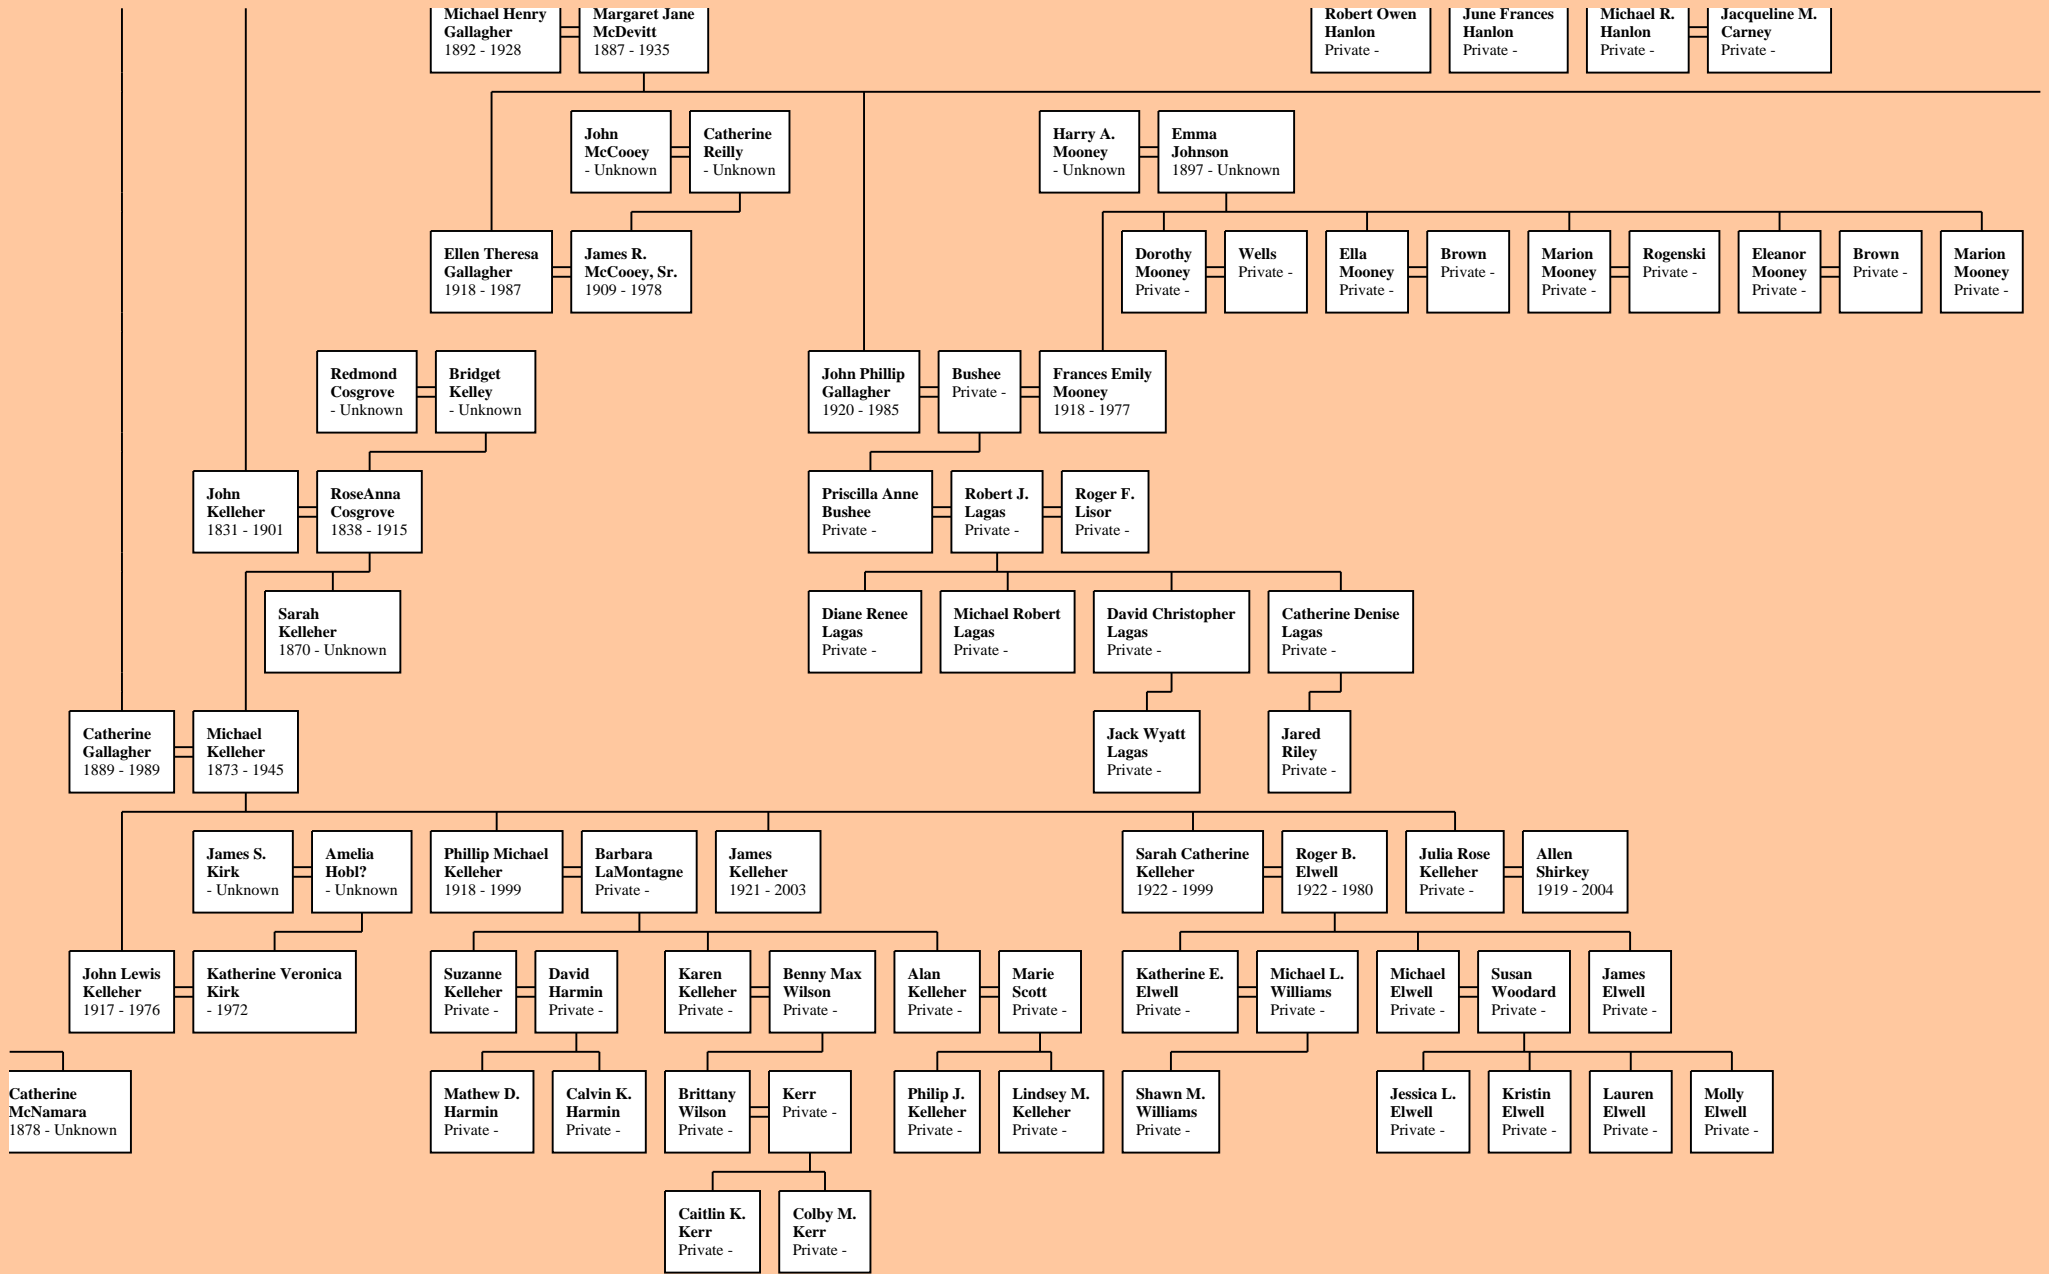 Michael Henry
Gallagher
1892 - 1928
Margaret Jane
McDevitt
1887 - 1935
Robert Owen
Hanlon
Private -
June Frances
Hanlon
Private -
Michael R.
Hanlon
Private -
Jacqueline M.
Carney
Private -
John
McCooey
- Unknown
Catherine
Reilly
- Unknown
Harry A.
Mooney
- Unknown
Emma
Johnson
1897 - Unknown
Ellen Theresa
Gallagher
1918 - 1987
James R.
McCooey, Sr.
1909 - 1978
Dorothy
Mooney
Private -
Wells
Private -
Ella
Mooney
Private -
Brown
Private -
Marion
Mooney
Private -
Rogenski
Private -
Eleanor
Mooney
Private -
Brown
Private -
Marion
Mooney
Private -
Redmond
Cosgrove
- Unknown
Bridget
Kelley
- Unknown
John Phillip
Gallagher
1920 - 1985
Bushee
Private -
Frances Emily
Mooney
1918 - 1977
John
Kelleher
1831 - 1901
RoseAnna
Cosgrove
1838 - 1915
Priscilla Anne
Bushee
Private -
Robert J.
Lagas
Private -
Roger F.
Lisor
Private -
Sarah
Kelleher
1870 - Unknown
Diane Renee
Lagas
Private -
Michael Robert
Lagas
Private -
David Christopher
Lagas
Private -
Catherine Denise
Lagas
Private -
Catherine
Gallagher
1889 - 1989
Michael
Kelleher
1873 - 1945
Jack Wyatt
Lagas
Private -
Jared
Riley
Private -
James S.
Kirk
- Unknown
Amelia
Hobl?
- Unknown
Phillip Michael
Kelleher
1918 - 1999
Barbara
LaMontagne
Private -
James
Kelleher
1921 - 2003
Sarah Catherine
Kelleher
1922 - 1999
Roger B.
Elwell
1922 - 1980
Julia Rose
Kelleher
Private -
Allen
Shirkey
1919 - 2004
John Lewis
Kelleher
1917 - 1976
Katherine Veronica
Kirk
- 1972
Suzanne
Kelleher
Private -
David
Harmin
Private -
Karen
Kelleher
Private -
Benny Max
Wilson
Private -
Alan
Kelleher
Private -
Marie
Scott
Private -
Katherine E.
Elwell
Private -
Michael L.
Williams
Private -
Michael
Elwell
Private -
Susan
Woodard
Private -
James
Elwell
Private -
Catherine
McNamara
1878 - Unknown
Mathew D.
Harmin
Private -
Calvin K.
Harmin
Private -
Brittany
Wilson
Private -
Kerr
Private -
Philip J.
Kelleher
Private -
Lindsey M.
Kelleher
Private -
Shawn M.
Williams
Private -
Jessica L.
Elwell
Private -
Kristin
Elwell
Private -
Lauren
Elwell
Private -
Molly
Elwell
Private -
Caitlin K.
Kerr
Private -
Colby M.
Kerr
Private -